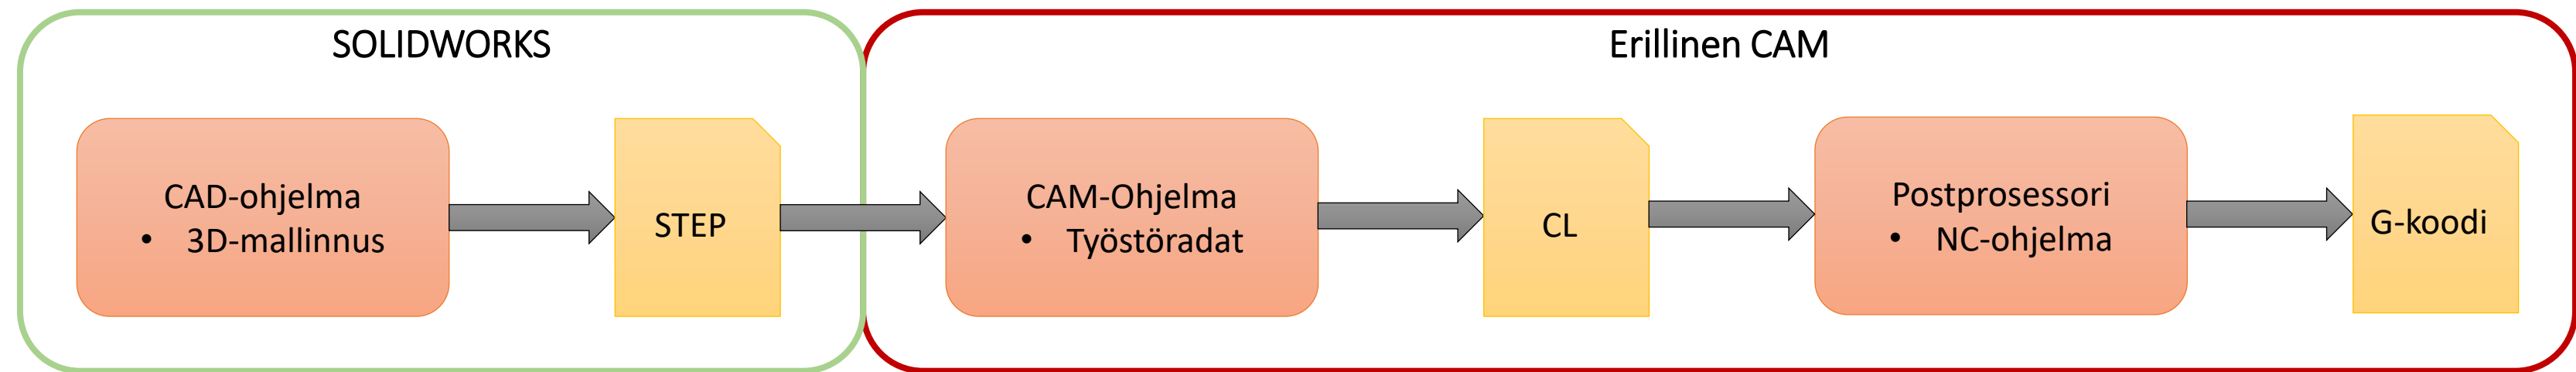 SOLIDWORKS
Erillinen CAM
CAD-ohjelma
• 3D-mallinnus
STEP
CAM-Ohjelma
• Työstöradat
CL
Postprosessori
• NC-ohjelma
G-koodi